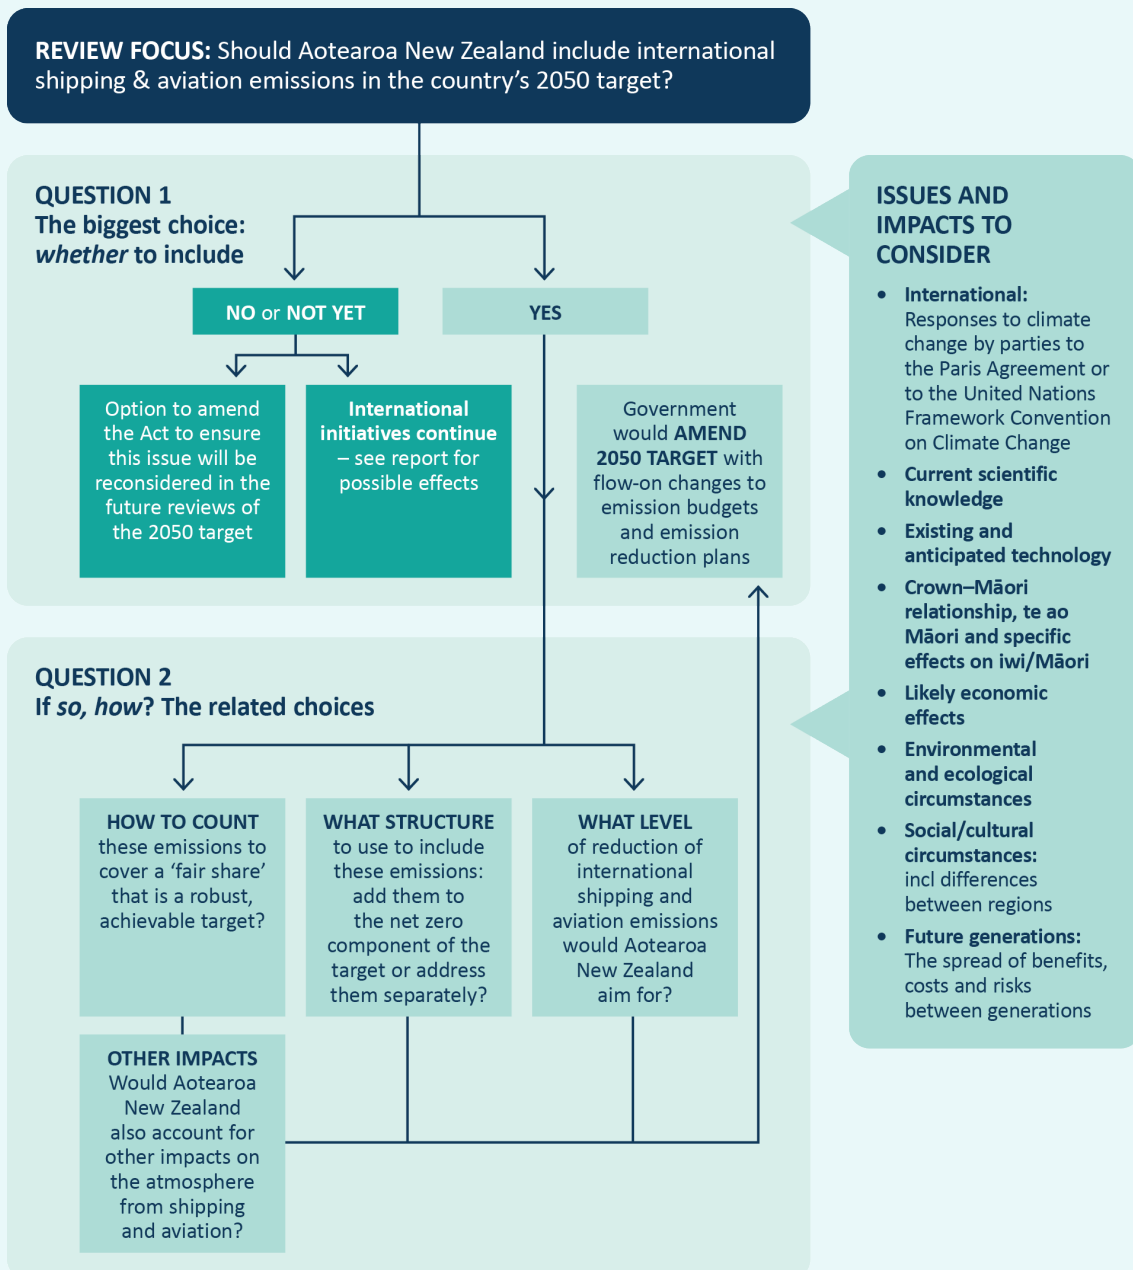 REVIEW FOCUS: Should Aotearoa New Zealand include international
shipping & aviation emissions in the country’s 2050 target?
QUESTION 1
The biggest choice:
whether to include
NO or NOT YET
YES
Option to amend
the Act to ensure
this issue will be
reconsidered in the
future reviews of
the 2050 target
International
initiatives continue
– see report for
possible effects
Government
would AMEND
2050 TARGET with
flow-on changes to
emission budgets
and emission
reduction plans
QUESTION 2
If so, how? The related choices
HOW TO COUNT
these emissions to
cover a ‘fair share’
that is a robust,
achievable target?
WHAT STRUCTURE
to use to include
these emissions:
add them to
the net zero
component of the
target or address
them separately?
WHAT LEVEL
of reduction of
international
shipping and
aviation emissions
would Aotearoa
New Zealand
aim for?
OTHER IMPACTS
Would Aotearoa
New Zealand
also account for
other impacts on
the atmosphere
from shipping
and aviation?
ISSUES AND
IMPACTS TO
CONSIDER
• International:
Responses to climate
change by parties to
the Paris Agreement or
to the United Nations
Framework Convention
on Climate Change
• Current scientific
knowledge
• Existing and
anticipated technology
• Crown–Māori
relationship, te ao
Māori and specific
effects on iwi/Māori
• Likely economic
effects
• Environmental
and ecological
circumstances
• Social/cultural
circumstances:
incl differences
between regions
• Future generations:
The spread of benefits,
costs and risks
between generations